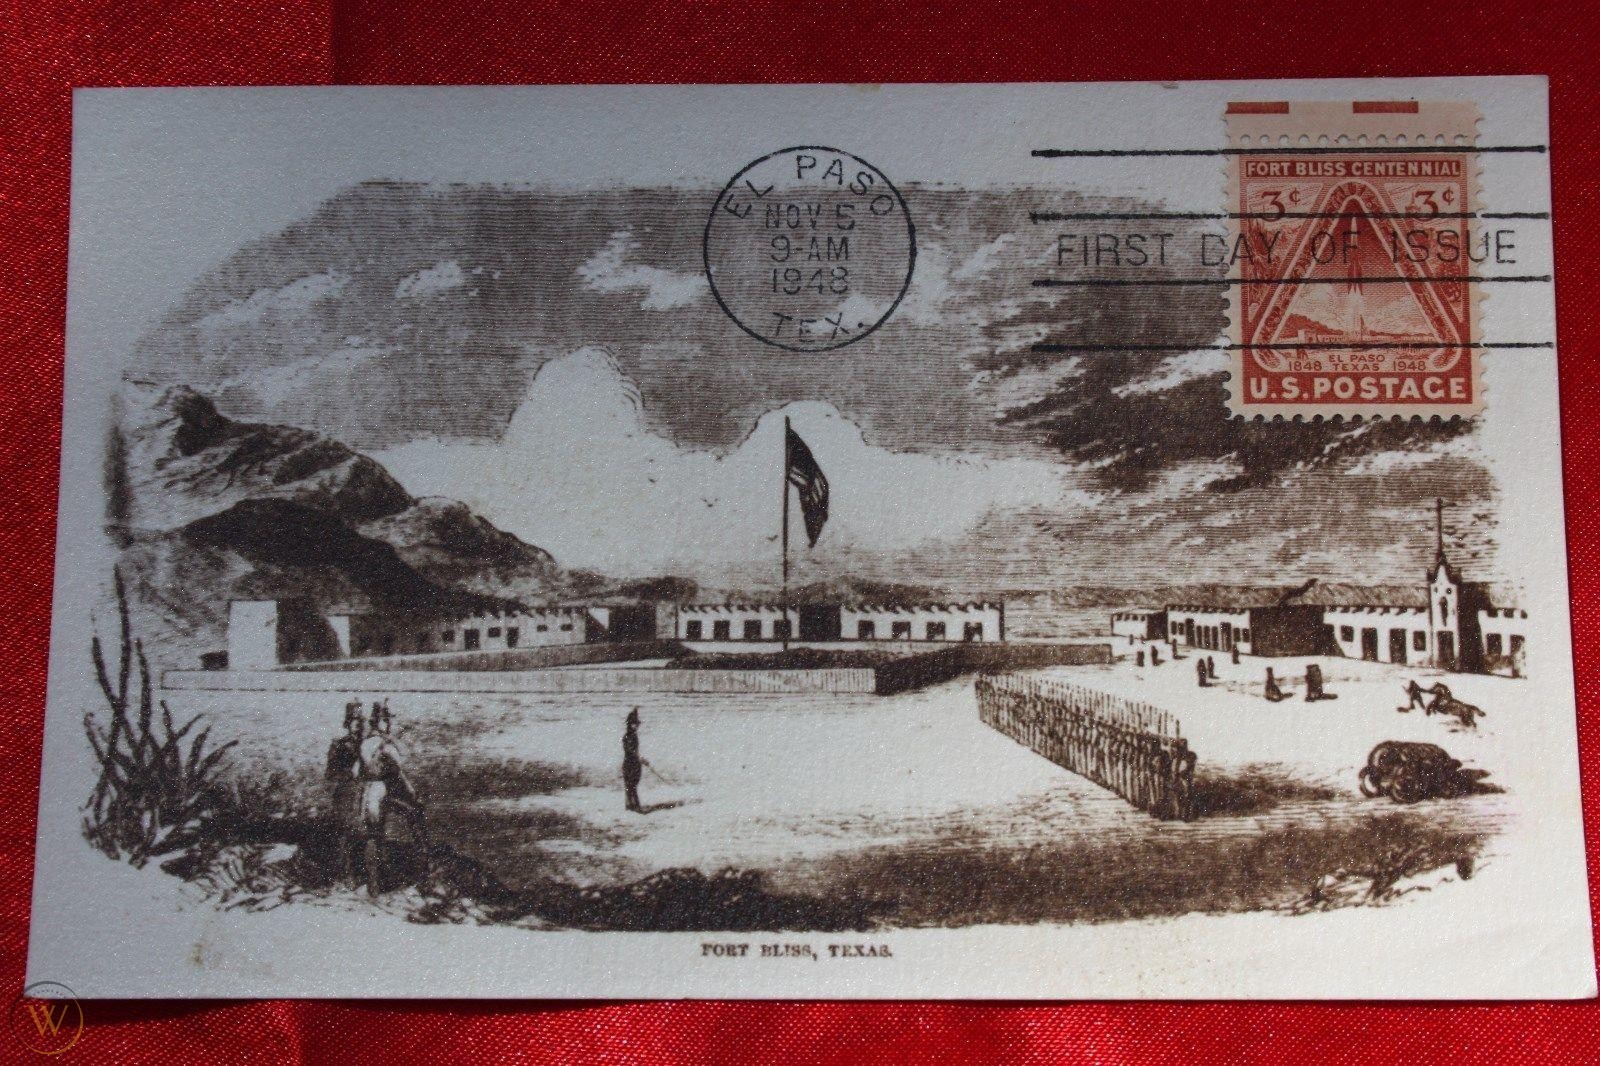 EL PASO
NOV 5
9-AM
1948
TEX.
FIRST DAY OF ISSUE
FORT BLISS CENTENNIAL
3¢ 3¢
EL PASO
1848 TEXAS 1948
U.S. POSTAGE
FORT BLISS, TEXAS.
W